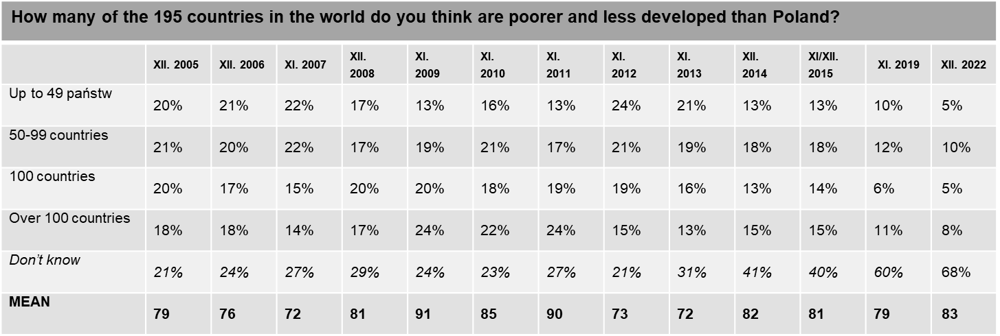 How many of the 195 countries in the world do you think are poorer and less developed than Poland?
XII. 2005 XII. 2006 XI. 2007 XII. 2008 XI. 2009 XI. 2010 XI. 2011 XI. 2012 XI. 2013 XII. 2014 XI/XII. 2015 XI. 2019 XII. 2022
Up to 49 państw 20% 21% 22% 17% 13% 16% 13% 24% 21% 13% 13% 10% 5%
50-99 countries 21% 20% 22% 17% 19% 21% 17% 21% 19% 18% 18% 12% 10%
100 countries 20% 17% 15% 20% 20% 18% 19% 19% 16% 13% 14% 6% 5%
Over 100 countries 18% 18% 14% 17% 24% 22% 24% 15% 13% 15% 15% 11% 8%
Don’t know 21% 24% 27% 29% 24% 23% 27% 21% 31% 41% 40% 60% 68%
MEAN 79 76 72 81 91 85 90 73 72 82 81 79 83